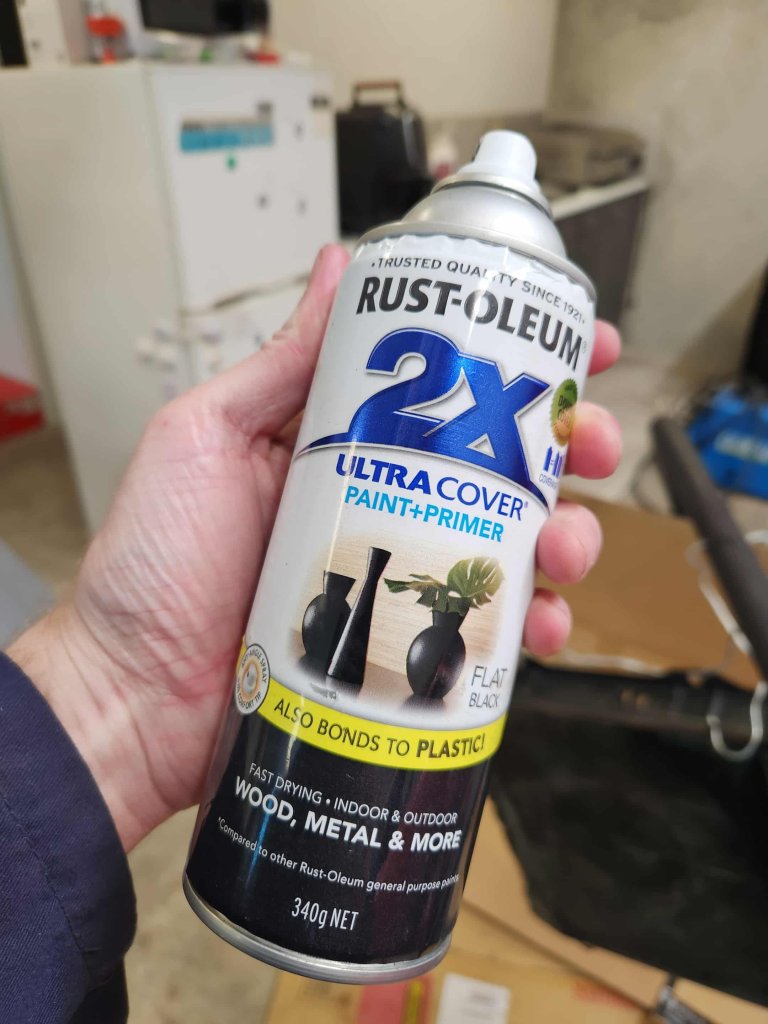 •TRUSTED QUALITY SINCE 1921•
RUST-OLEUM®
2X
ULTRA COVER®
PAINT+PRIMER
FLAT
BLACK
ALSO BONDS TO PLASTIC!
FAST DRYING • INDOOR & OUTDOOR
WOOD, METAL & MORE
*Compared to other Rust-Oleum general purpose paints
340g NET